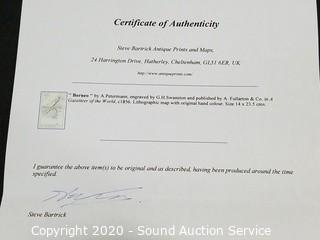 Certificate of Authenticity
Steve Bartrick Antique Prints and Maps,
24 Harrington Drive, Hatherley, Cheltenham, GL51 6ER, UK
http://www.antiqueprints.com/
" Borneo " by A Petermann, engraved by G.H.Swanston and published by A. Fullarton & Co. in A
Gazetteer of the World, c1856. Lithographic map with original hand colour. Size 14 x 23.5 cms.
I guarantee the above item(s) to be original and as described, having been produced around the time
specified.
Steve Bartrick
Copyright 2020 - Sound Auction Service